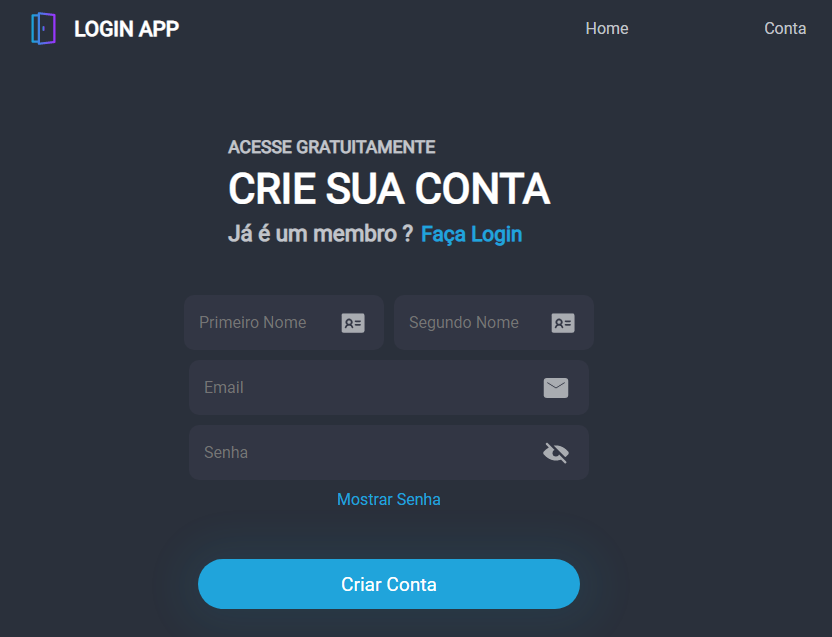 LOGIN APP Home Conta
ACESSE GRATUITAMENTE
CRIE SUA CONTA
Já é um membro ? Faça Login
Primeiro Nome Segundo Nome
Email
Senha
Mostrar Senha
Criar Conta